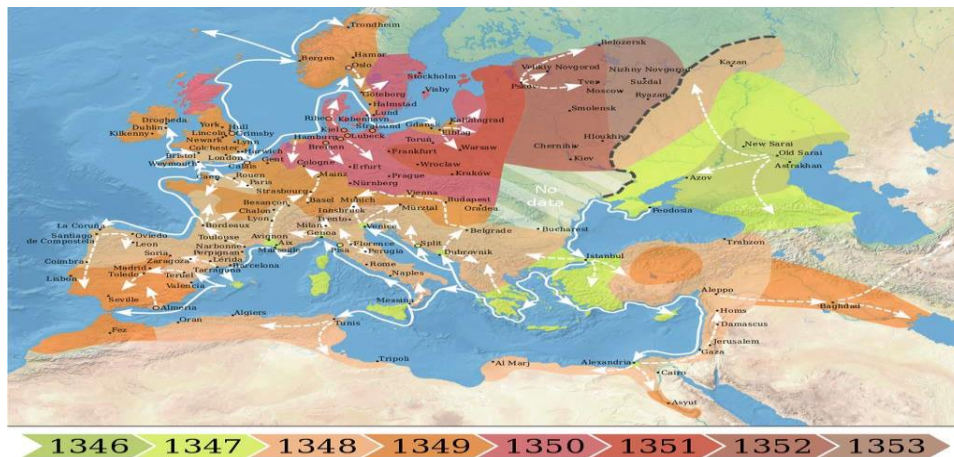 Trondheim
Hamar
Bergen
Oslo
Belozersk
Velikiy Novgorod
Nizhny Novgorod
Kazan
Pskov
Tver
Suzdal
Moscow
Ryazan
Smolensk
Stockholm
Göteborg
Visby
Halmstad
Lund
København
Ribe
Kiel
Stralsund
Gdańsk
Kaliningrad
Elbląg
Hamburg
Lübeck
Bremen
Toruń
Warsaw
Hloukhiv
Chernihiv
Kiev
Drogheda
Dublin
Kilkenny
York
Hull
Lincoln
Grimsby
Newark
Lynn
Colchester
Harwich
Bristol
London
Weymouth
Calais
Gent
Cologne
Erfurt
Frankfurt
Wrocław
Prague
Kraków
Nürnberg
Mainz
Rouen
Caen
Paris
Strasbourg
No
data
New Sarai
Old Sarai
Astrakhan
Azov
Feodosia
Besançon
Basel
Munich
Vienna
Budapest
Mürztal
Oradea
Chalon
Innsbruck
Lyon
Trento
Milan
Venice
Genoa
Belgrade
Bucharest
La Coruña
Santiago
de Compostela
Oviedo
Leon
Bordeaux
Toulouse
Avignon
Aix
Marseille
Narbonne
Perpignan
Pisa
Florence
Perugia
Split
Dubrovnik
Istanbul
Trabzon
Coimbra
Soria
Zaragoza
Lérida
Barcelona
Madrid
Toledo
Teruel
Tarragona
Valencia
Rome
Naples
Lisboa
Seville
Almeria
Messina
Aleppo
Baghdad
Homs
Damascus
Jerusalem
Gaza
Fez
Oran
Algiers
Tunis
Tripoli
Al Marj
Alexandria
Cairo
Asyut
1346 1347 1348 1349 1350 1351 1352 1353